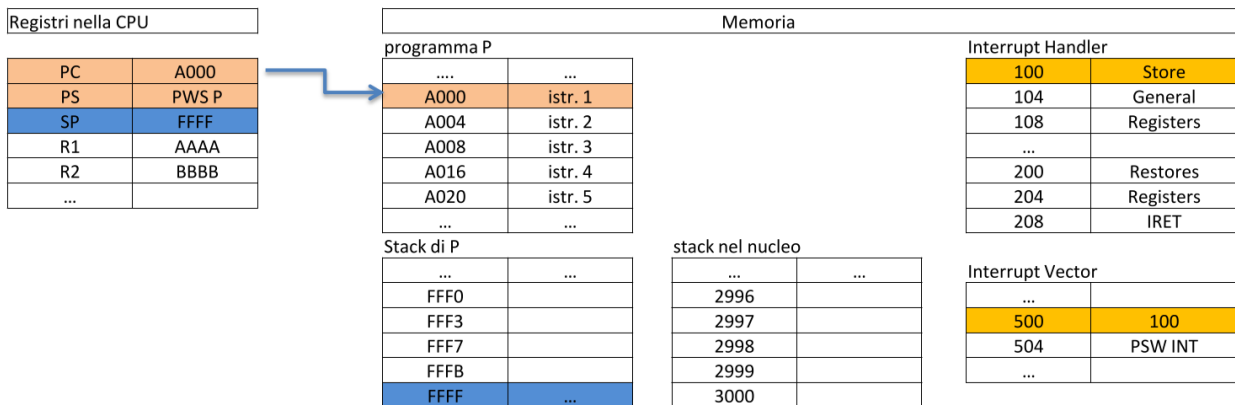 Registri nella CPU
Memoria
programma P
Interrupt Handler
PC A000
PS PWS P
SP FFFF
R1 AAAA
R2 BBBB
...
.... ...
A000 istr. 1
A004 istr. 2
A008 istr. 3
A016 istr. 4
A020 istr. 5
... ...
100 Store
104 General
108 Registers
...
200 Restores
204 Registers
208 IRET
Stack di P
... ...
FFF0
FFF3
FFF7
FFFB
FFFF ...
stack nel nucleo
... ...
2996
2997
2998
2999
3000
Interrupt Vector
...
500 100
504 PSW INT
...